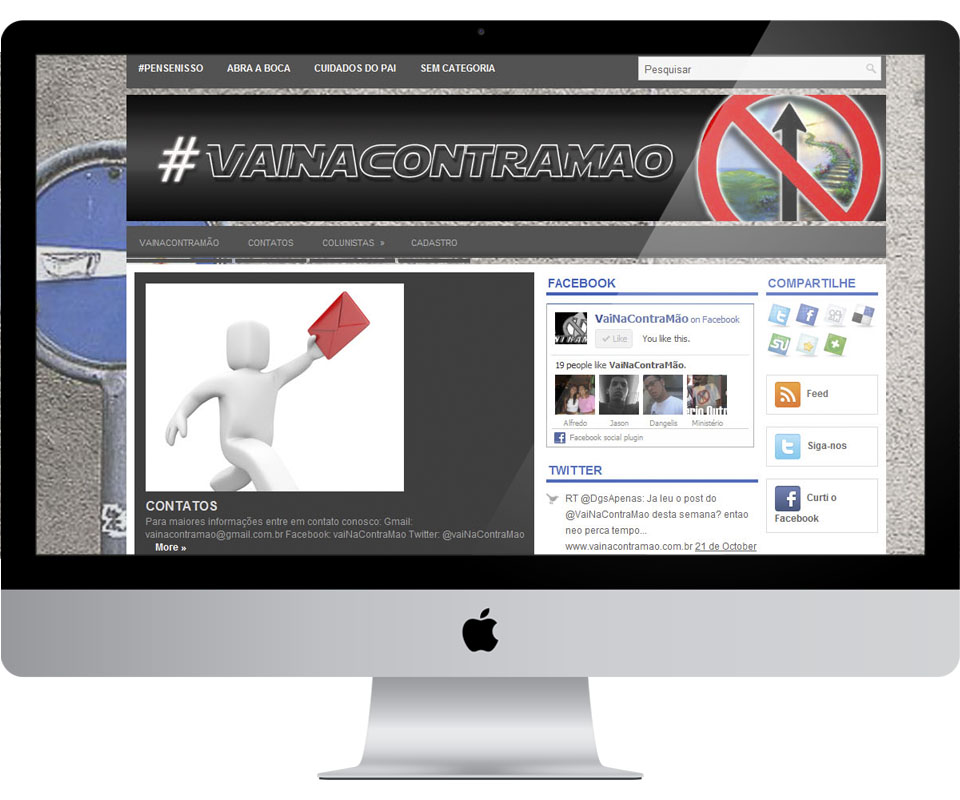 #PENSENISSO ABRA A BOCA CUIDADOS DO PAI SEM CATEGORIA
Pesquisar
#VAINACONTRAMAO
VAINACONTRAMÃO CONTATOS COLUNISTAS » CADASTRO
CONTATOS
Para maiores informações entre em contato conosco: Gmail:
vainacontramao@gmail.com.br Facebook: vaiNaContraMao Twitter: @vaiNaContraMao
More »
FACEBOOK
VaiNaContraMão on Facebook
Like
You like this.
19 people like VaiNaContraMão.
Alfredo Jason Dangelis Ministério
Facebook social plugin
TWITTER
RT @DgsApenas: Ja leu o post do
@VaiNaContraMao desta semana? entao
neo perca tempo...
www.vainacontramao.com.br 21 de October
COMPARTILHE
Feed
Siga-nos
Curti o
Facebook